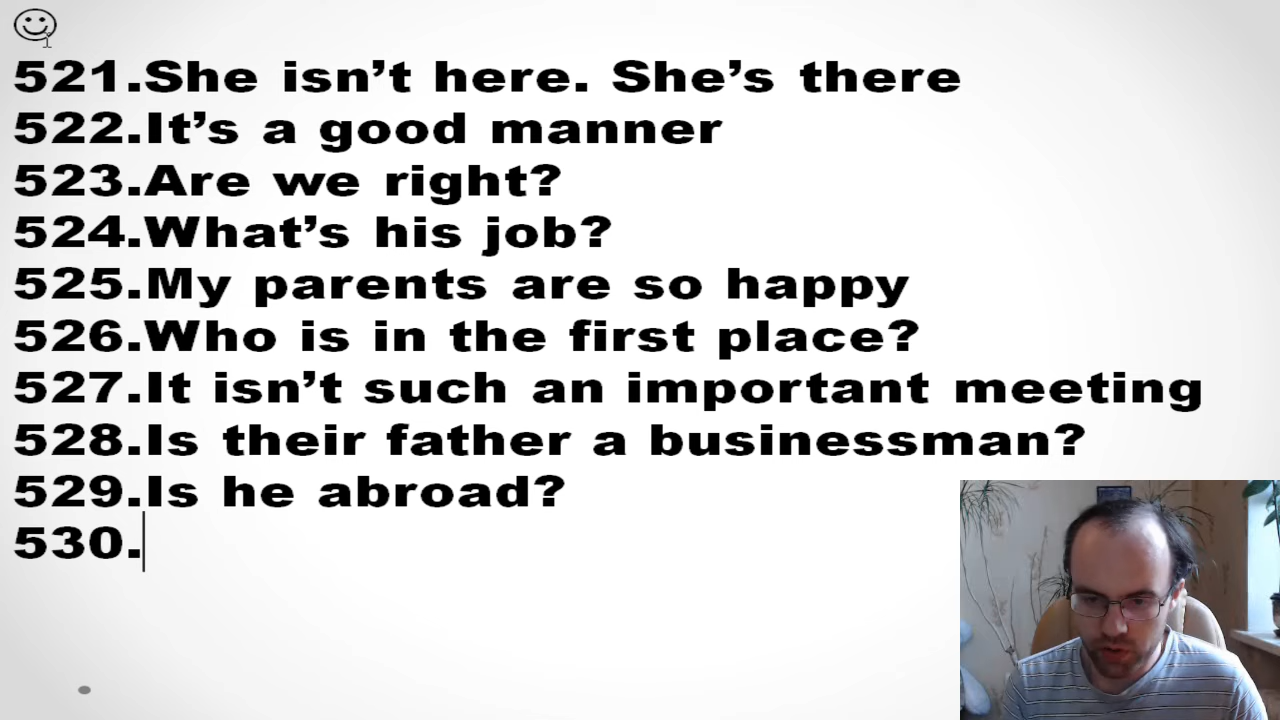 521.She isn’t here. She’s there
522.It’s a good manner
523.Are we right?
524.What’s his job?
525.My parents are so happy
526.Who is in the first place?
527.It isn’t such an important meeting
528.Is their father a businessman?
529.Is he abroad?
530.